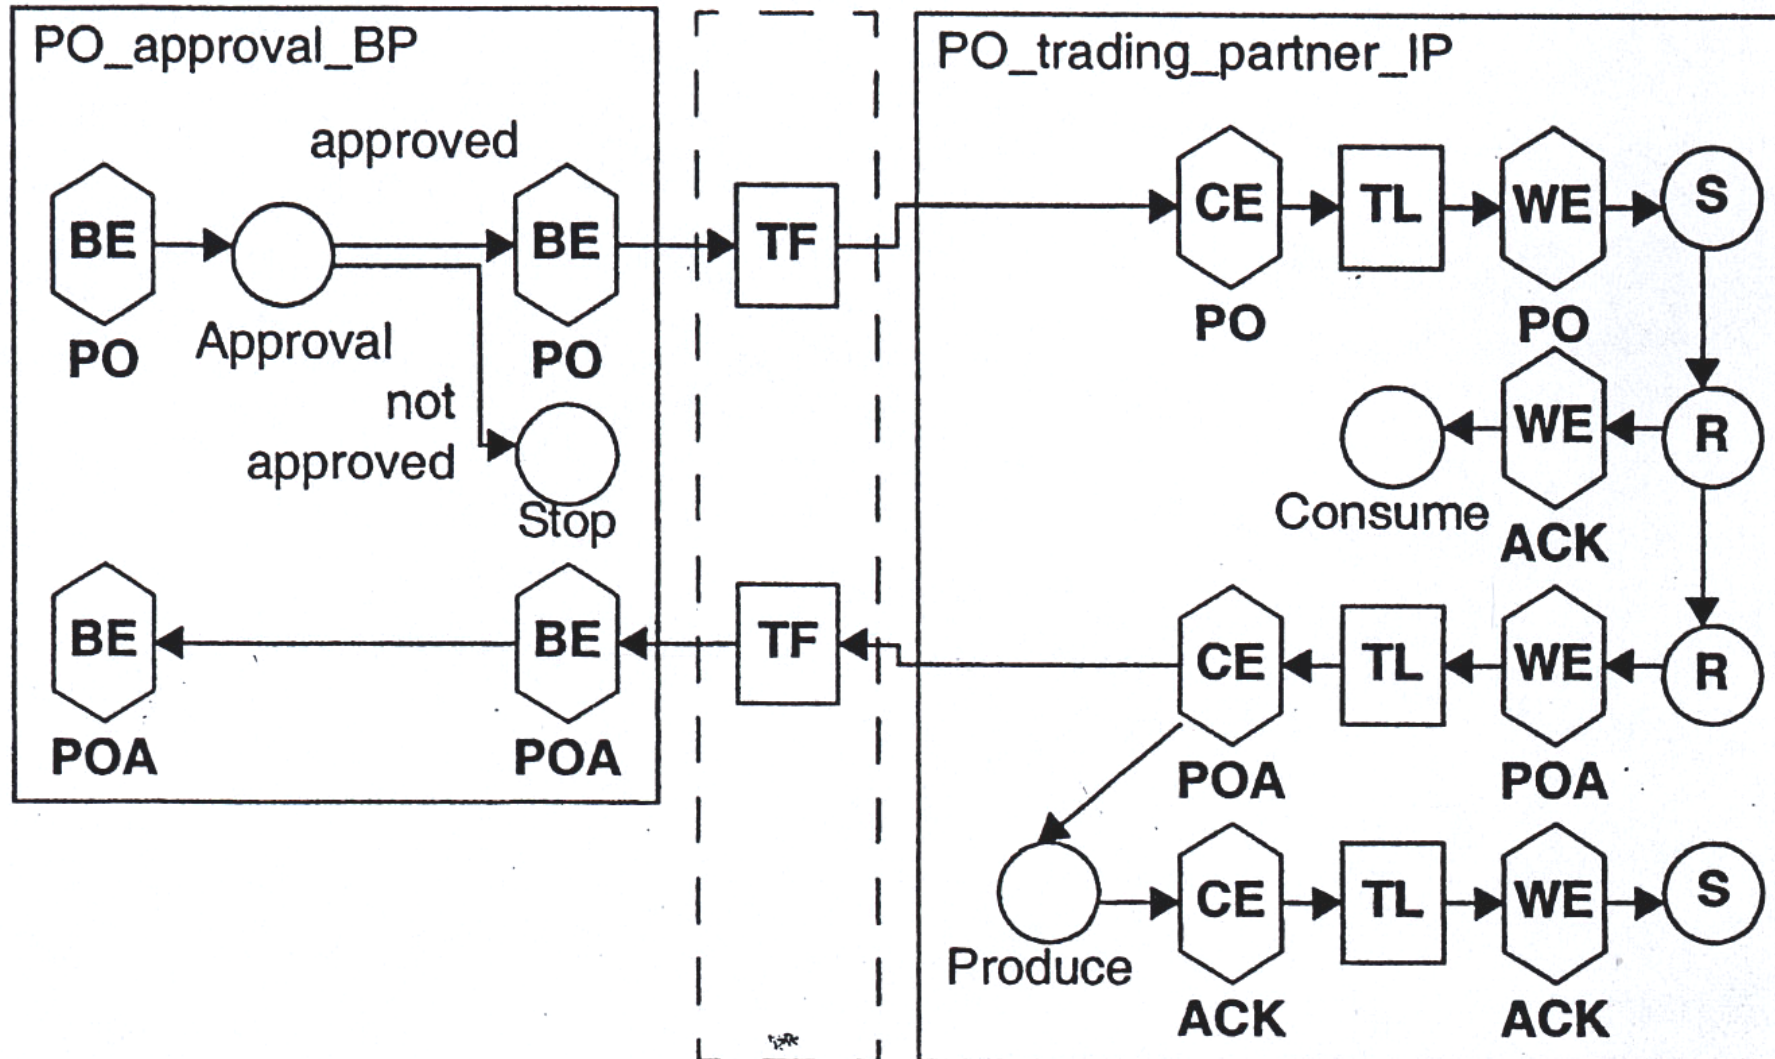 PO_approval_BP
PO_trading_partner_IP
approved
BE
BE
TF
CE
TL
WE
S
PO
Approval
PO
PO
PO
not
approved
Stop
WE
R
Consume
ACK
BE
BE
TF
CE
TL
WE
R
POA
POA
POA
POA
CE
TL
WE
S
Produce
ACK
ACK